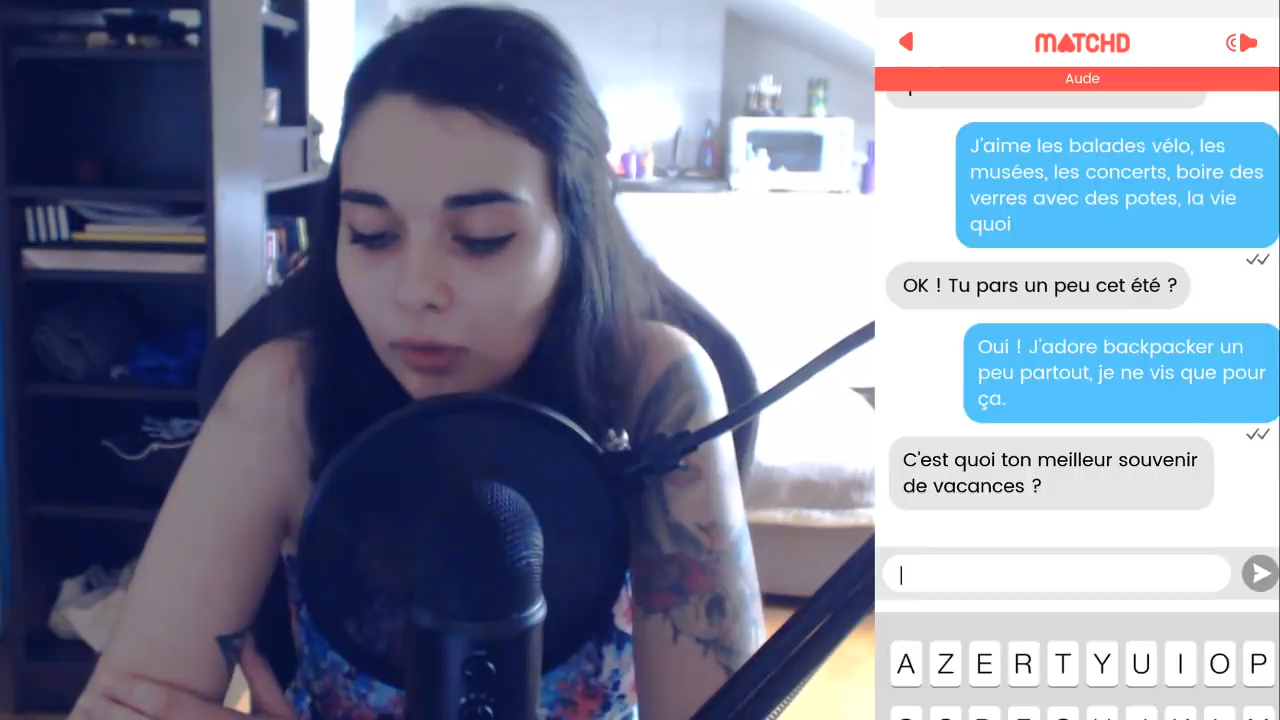 MATCHD
Aude
J'aime les balades vélo, les
musées, les concerts, boire des
verres avec des potes, la vie
quoi
OK ! Tu pars un peu cet été ?
Oui ! J'adore backpacker un
peu partout, je ne vis que pour
ça.
C'est quoi ton meilleur souvenir
de vacances ?
A Z E R T Y U I O P